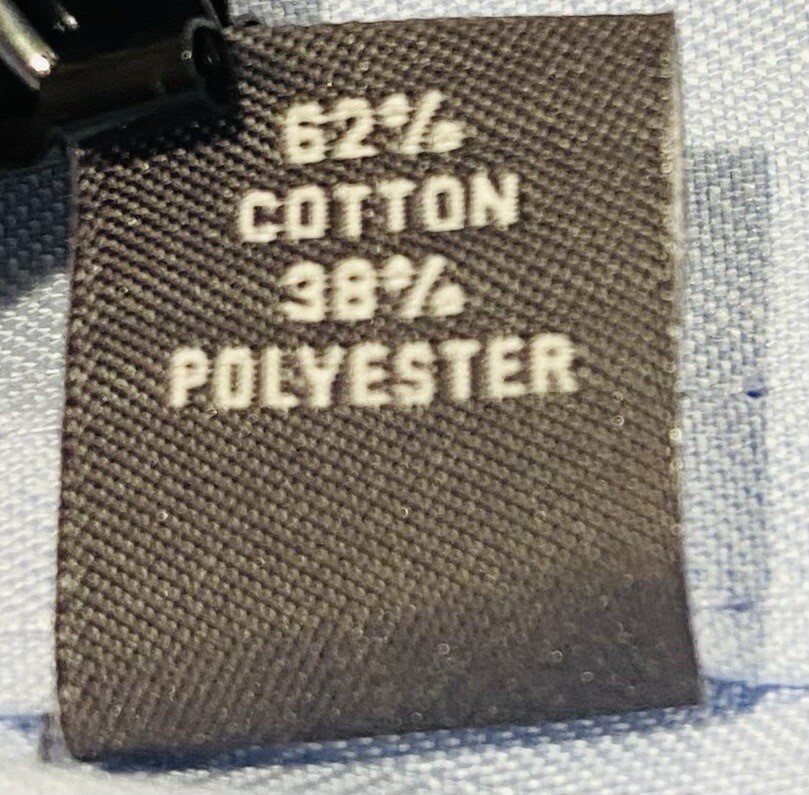 62%
COTTON
38%
POLYESTER